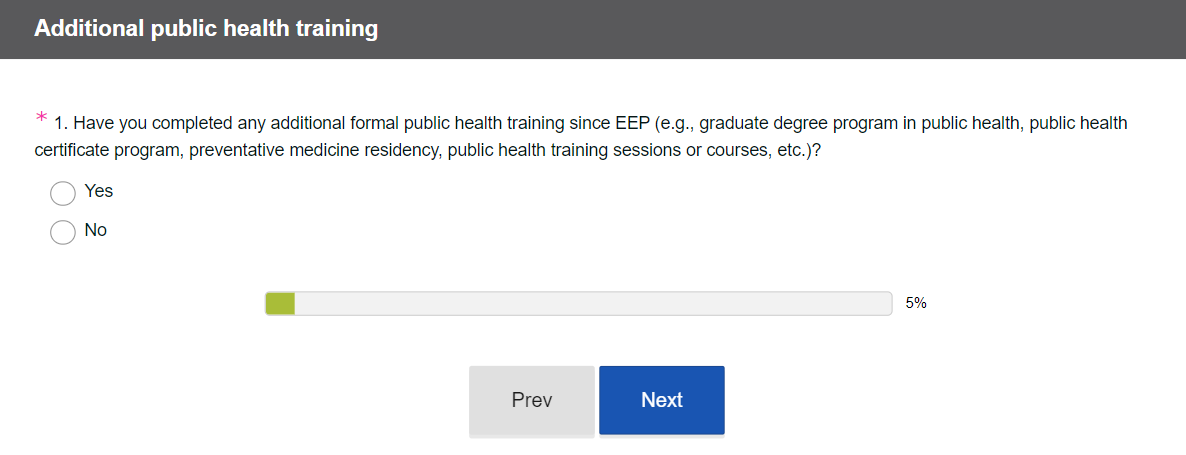 Additional public health training
* 1. Have you completed any additional formal public health training since EEP (e.g., graduate degree program in public health, public health
certificate program, preventative medicine residency, public health training sessions or courses, etc.)?
Yes
No
5%
Prev
Next